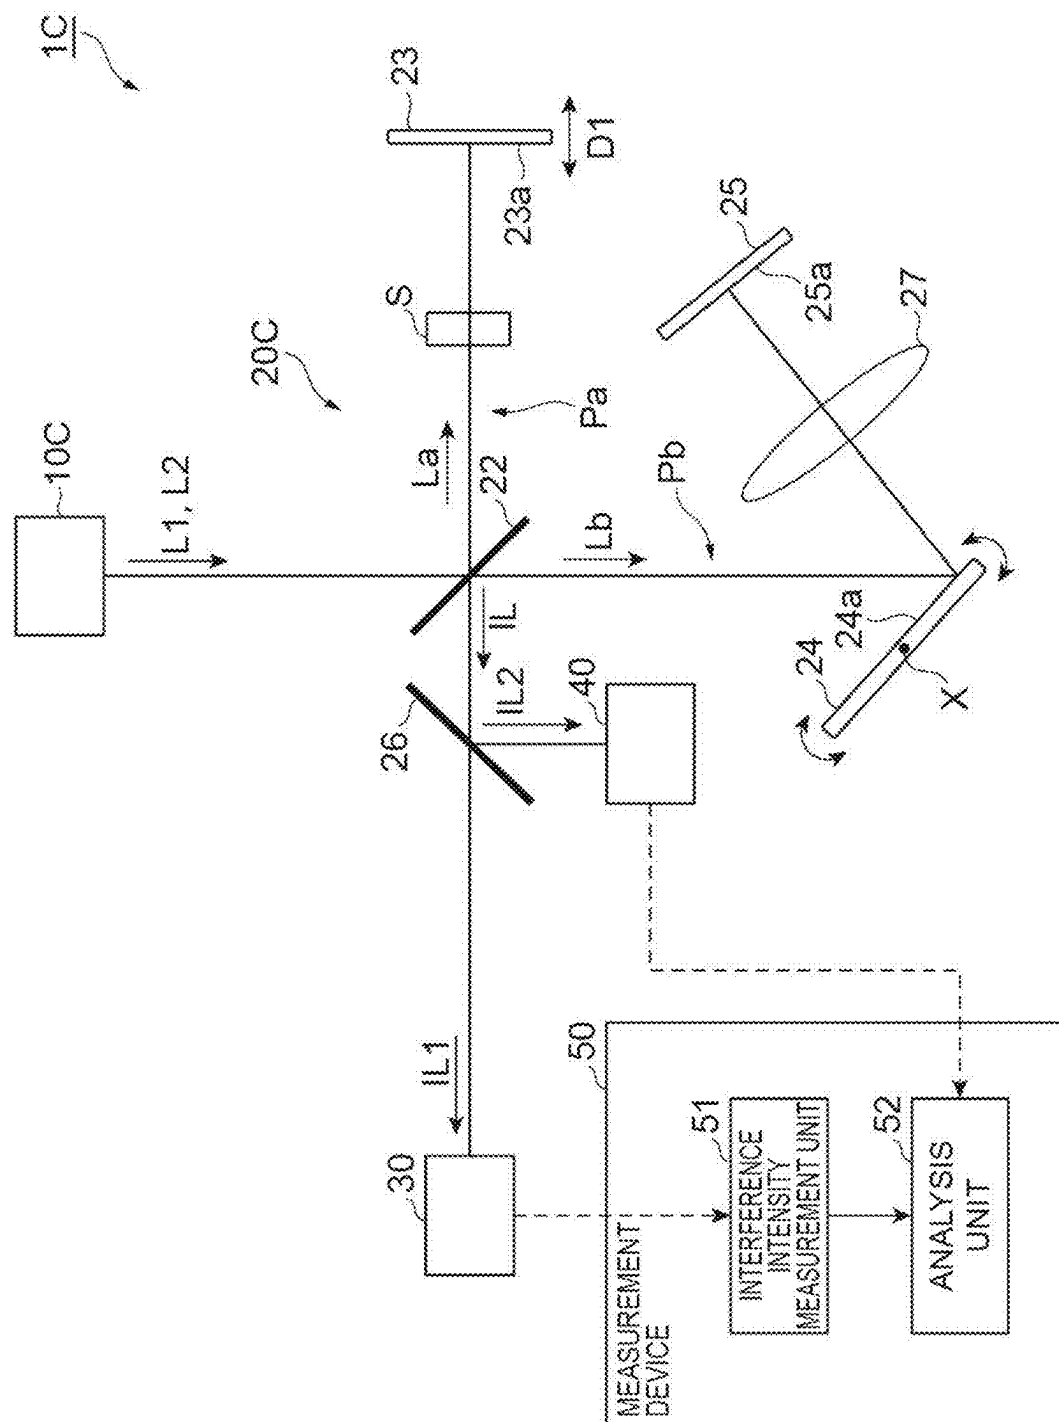 1C
10C
L1, L2
20C
23
23a
D1
S
La
Pa
22
25
25a
27
Lb
Pb
IL
IL2
26
40
24
24a
X
IL1
30
50
MEASUREMENT
DEVICE
51
INTERFERENCE
INTENSITY
MEASUREMENT UNIT
52
ANALYSIS
UNIT